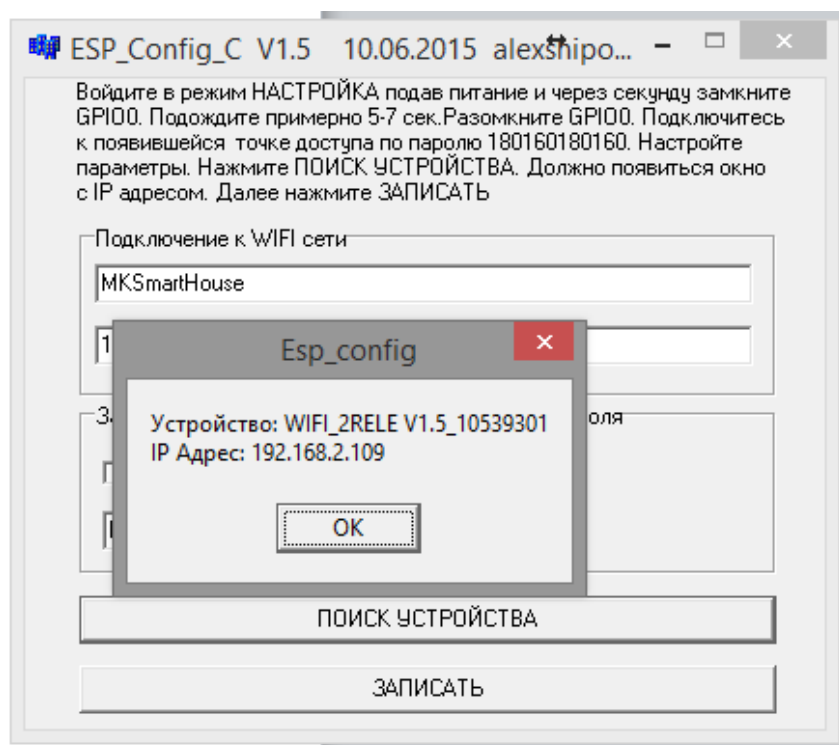 ESP_Config_C V1.5 10.06.2015 alexshipo...
Войдите в режим НАСТРОЙКА подав питание и через секунду замкните
GPIO0. Подождите примерно 5-7 сек.Разомкните GPIO0. Подключитесь
к появившейся точке доступа по паролю 180160180160. Настройте
параметры. Нажмите ПОИСК УСТРОЙСТВА. Должно появиться окно
с IP адресом. Далее нажмите ЗАПИСАТЬ
Подключение к WIFI сети
MKSmartHouse
1
Esp_config
Устройство: WIFI_2RELE V1.5_10539301
IP Адрес: 192.168.2.109
OK
ПОИСК УСТРОЙСТВА
ЗАПИСАТЬ